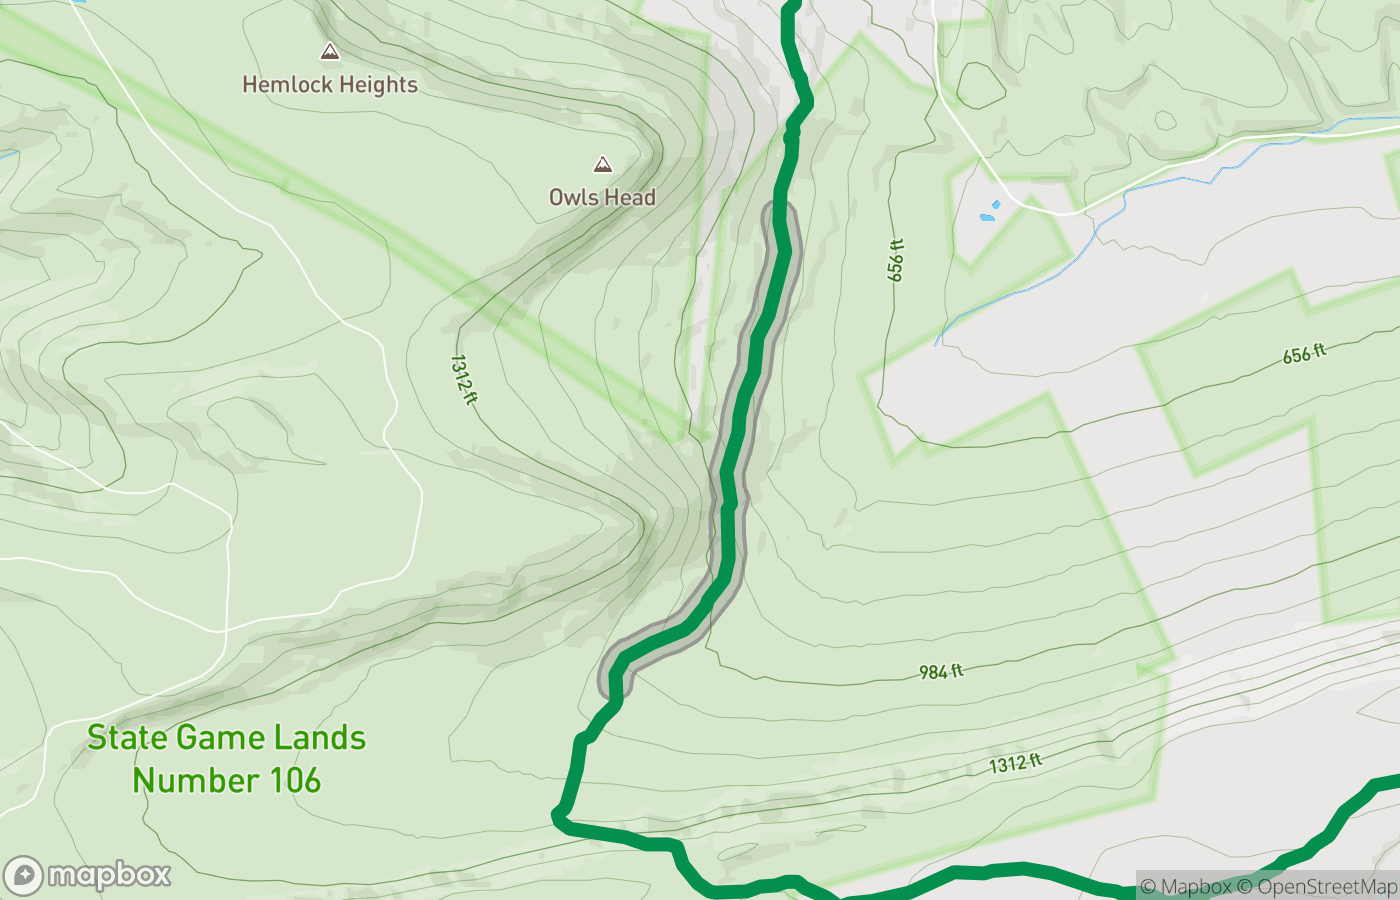 Hemlock Heights
Owls Head
656 ft
656 ft
1312 ft
984 ft
State Game Lands
Number 106
1312 ft
mapbox
© Mapbox © OpenStreetMap